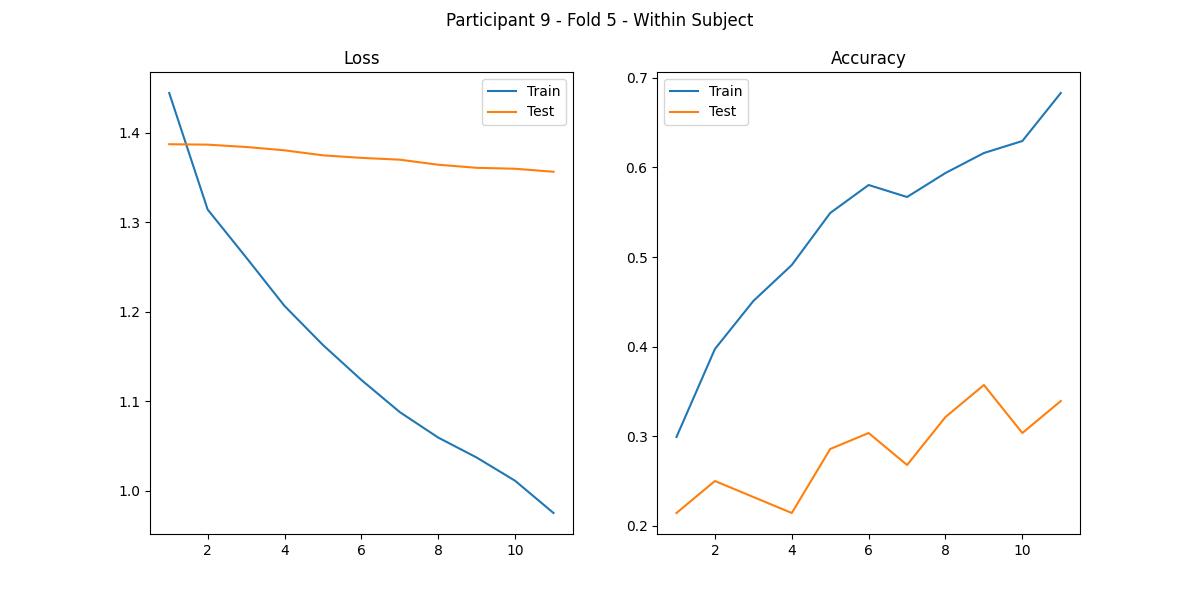 Participant 9 - Fold 5 - Within Subject
Loss
Train
Test
1.4
1.3
1.2
1.1
1.0
2 4 6 8 10
Accuracy
Train
Test
0.7
0.6
0.5
0.4
0.3
0.2
2 4 6 8 10